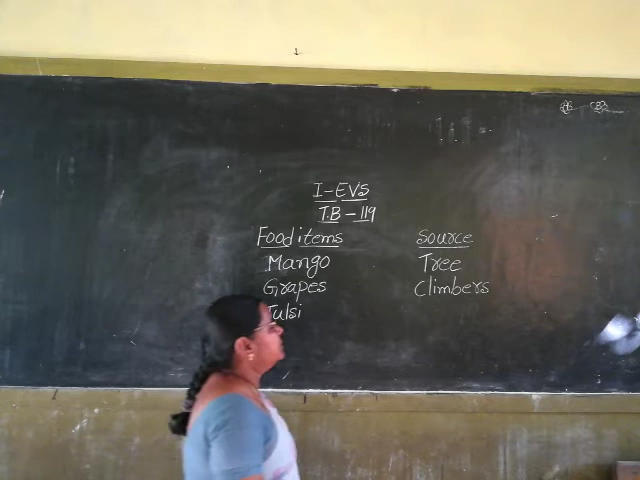 I-EVS
T.B - 119
Food items Source
Mango Tree
Grapes Climbers
Tulsi